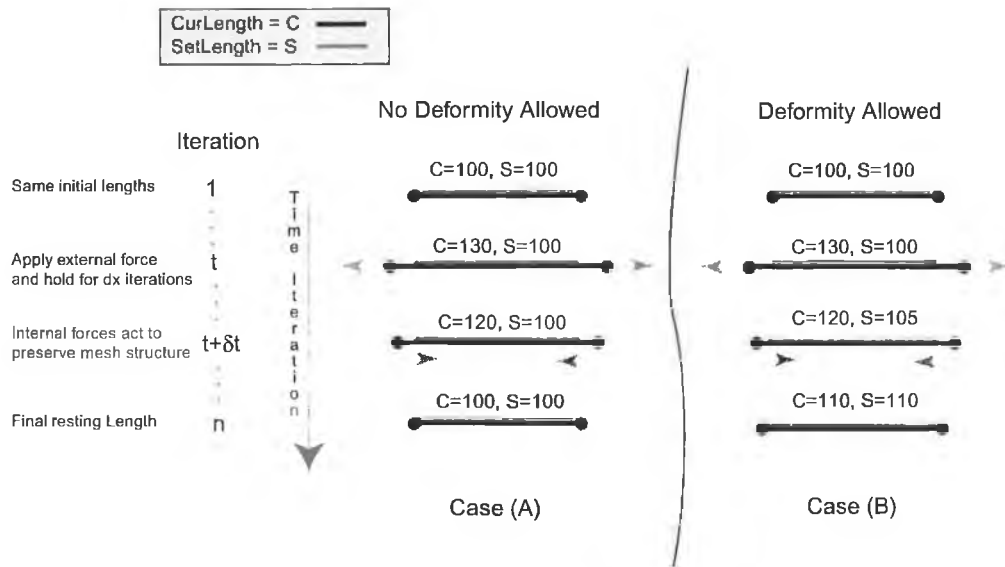 CurLength = C
SetLength = S
No Deformity Allowed
Deformity Allowed
Iteration
Same initial lengths
1
C=100, S=100
C=100, S=100
Time Iteration
Apply external force
and hold for dx iterations
t
C=130, S=100
C=130, S=100
Internal forces act to
preserve mesh structure
t+δt
C=120, S=100
C=120, S=105
Final resting Length
n
C=100, S=100
C=110, S=110
Case (A)
Case (B)